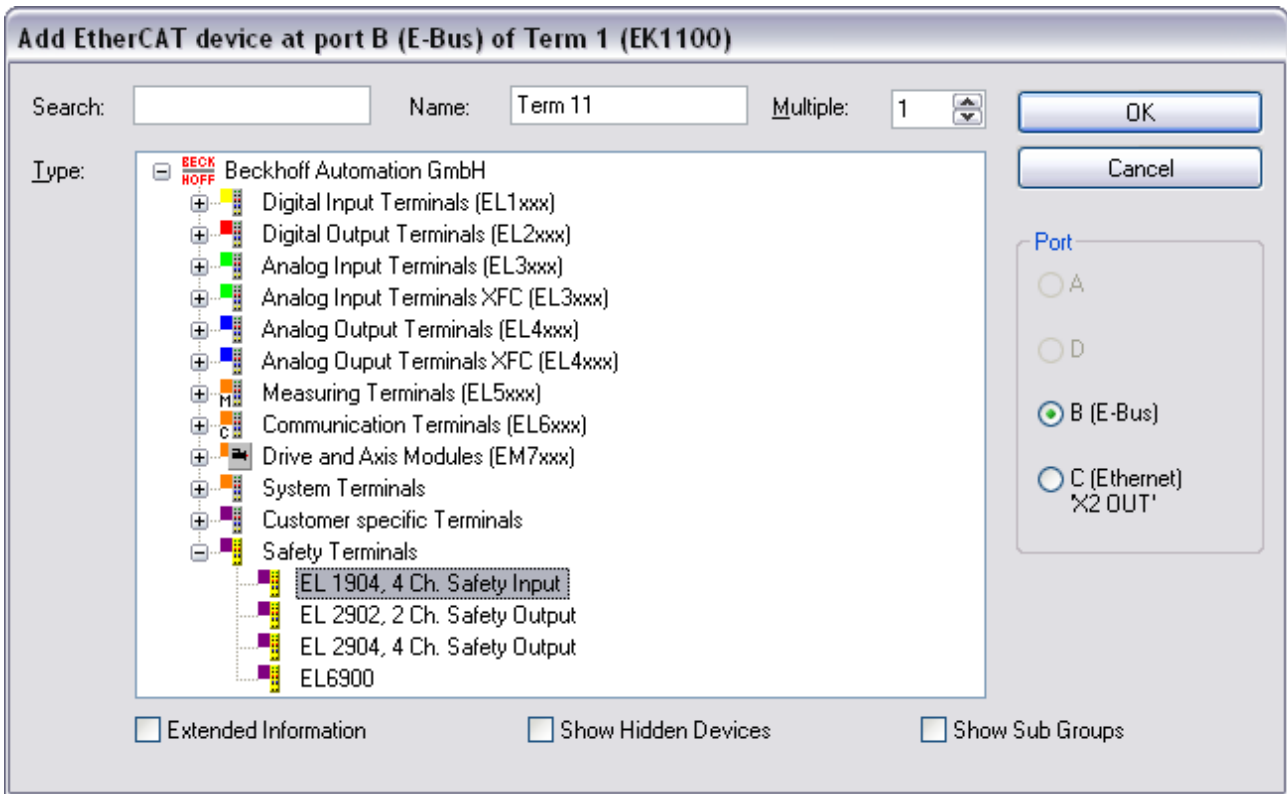 Add EtherCAT device at port B (E-Bus) of Term 1 (EK1100)
Search:
Name:
Term 11
Multiple:
1
OK
Cancel
Type:
BECK
HOFF
Beckhoff Automation GmbH
Digital Input Terminals (EL1xxx)
Digital Output Terminals (EL2xxx)
Analog Input Terminals (EL3xxx)
Analog Input Terminals XFC (EL3xxx)
Analog Output Terminals (EL4xxx)
Analog Ouput Terminals XFC (EL4xxx)
M
Measuring Terminals (EL5xxx)
C
Communication Terminals (EL6xxx)
Drive and Axis Modules (EM7xxx)
System Terminals
Customer specific Terminals
Safety Terminals
EL 1904, 4 Ch. Safety Input
EL 2902, 2 Ch. Safety Output
EL 2904, 4 Ch. Safety Output
EL6900
Port
A
D
B (E-Bus)
C (Ethernet)
'X2 OUT'
Extended Information
Show Hidden Devices
Show Sub Groups